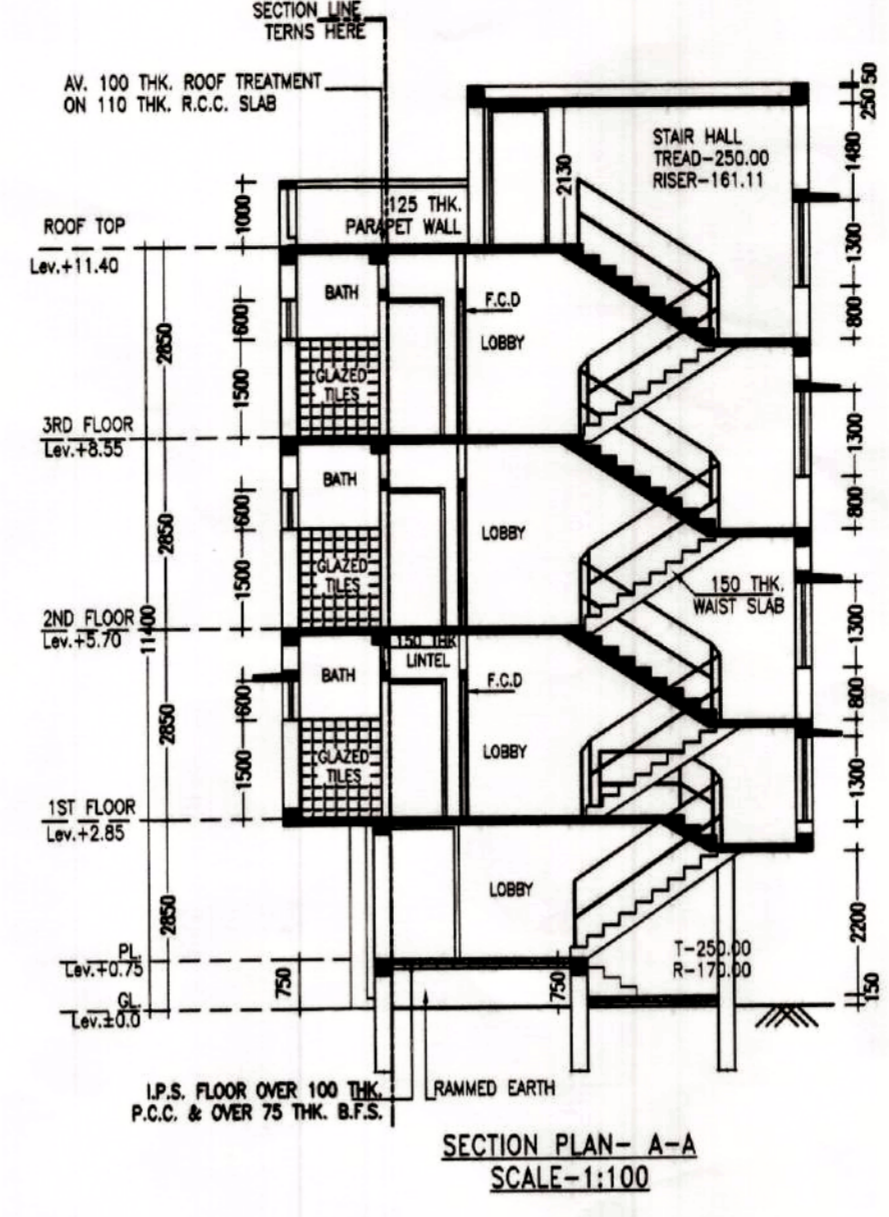 SECTION LINE
TERNS HERE
AV. 100 THK. ROOF TREATMENT
ON 110 THK. R.C.C. SLAB
50
250
STAIR HALL
TREAD-250.00
RISER-161.11
2130
1480
125 THK.
PARAPET WALL
1000
ROOF TOP
Lev.+11.40
1300
BATH
F.C.D
600
2850
LOBBY
800
GLAZED
TILES
1500
3RD FLOOR
Lev.+8.55
1300
BATH
600
2850
LOBBY
800
GLAZED
TILES
1500
150 THK.
WAIST SLAB
2ND FLOOR
Lev.+5.70
11400
1300
150 THK
LINTEL
BATH
F.C.D
600
2850
800
LOBBY
GLAZED
TILES
1500
1300
1ST FLOOR
Lev.+2.85
LOBBY
2850
2200
PL.
Lev.+0.75
T-250.00
R-170.00
750
750
150
GL.
Lev.±0.0
I.P.S. FLOOR OVER 100 THK.
P.C.C. & OVER 75 THK. B.F.S.
RAMMED EARTH
SECTION PLAN- A-A
SCALE-1:100